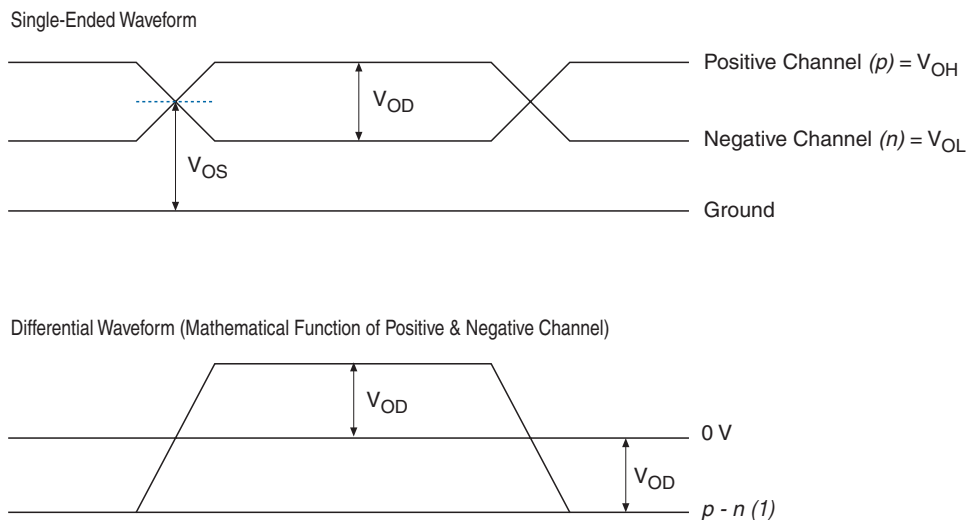 Single-Ended Waveform
Positive Channel (p) = VOH
VOD
Negative Channel (n) = VOL
VOS
Ground
Differential Waveform (Mathematical Function of Positive & Negative Channel)
VOD
0 V
VOD
p - n (1)